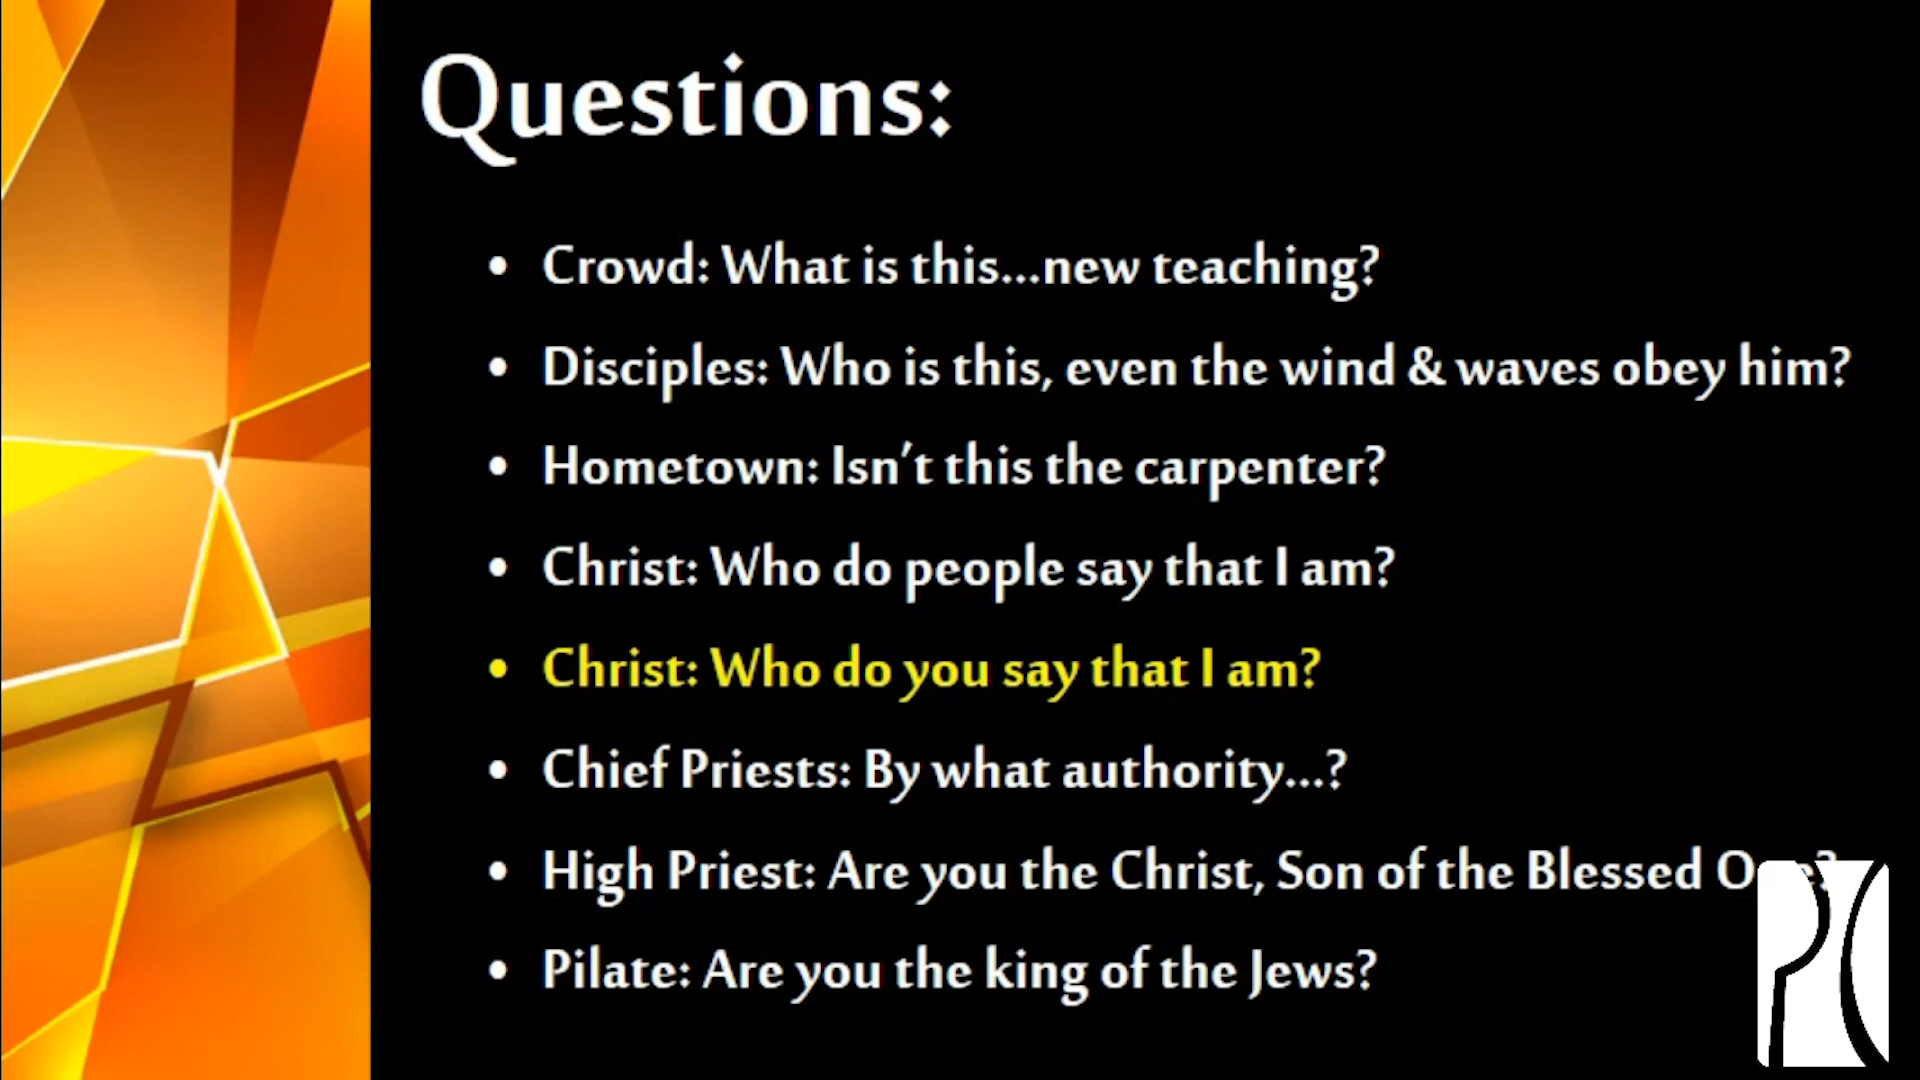 Questions:
• Crowd: What is this...new teaching?
• Disciples: Who is this, even the wind & waves obey him?
• Hometown: Isn't this the carpenter?
• Christ: Who do people say that I am?
• Christ: Who do you say that I am?
• Chief Priests: By what authority...?
• High Priest: Are you the Christ, Son of the Blessed One?
• Pilate: Are you the king of the Jews?